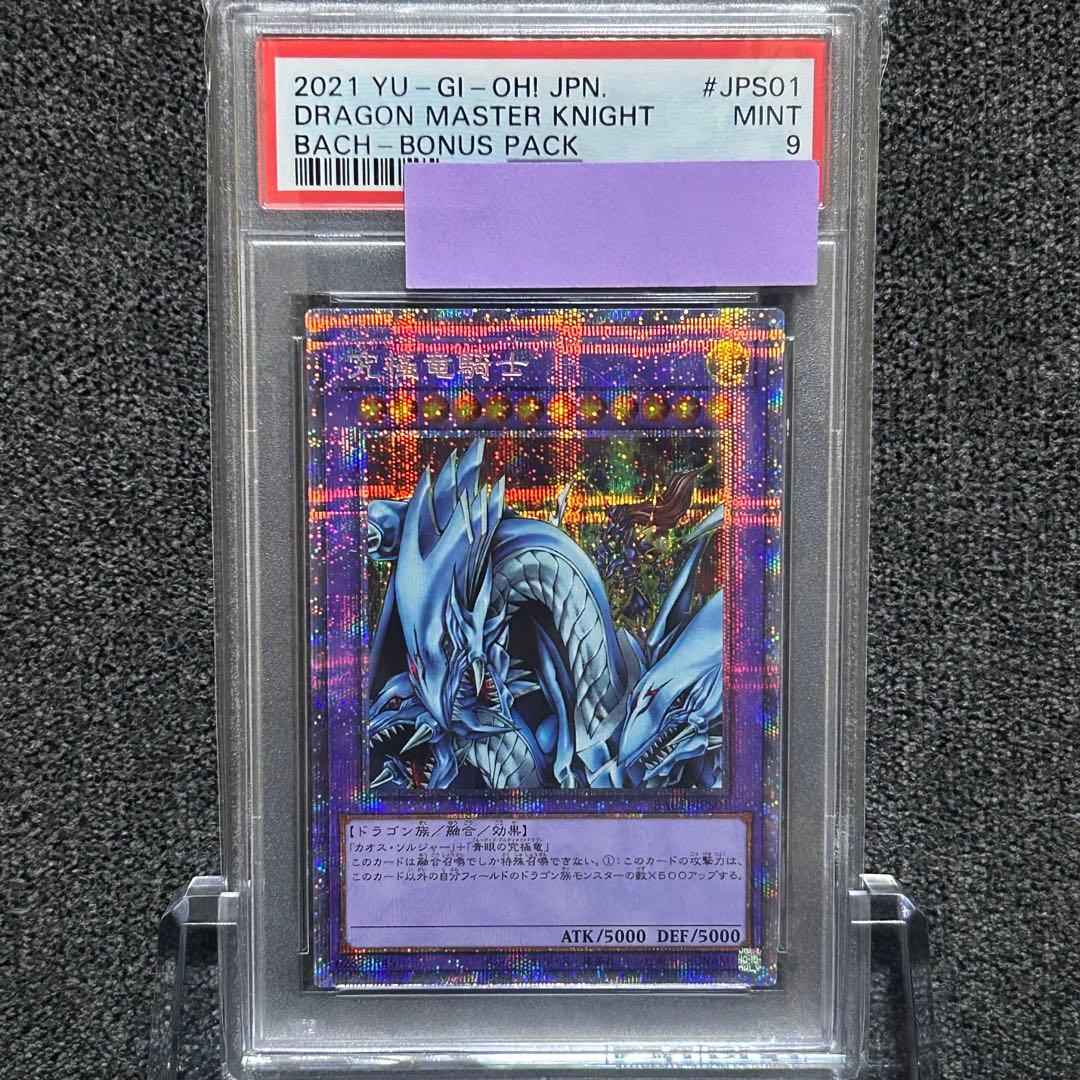 2021 YU-GI-OH! JPN. #JPS01
DRAGON MASTER KNIGHT MINT
BACH-BONUS PACK 9
究極竜騎士
【ドラゴン族／融合／効果】
「カオス・ソルジャー」＋「青眼の究極竜」
このカードは融合召喚でしか特殊召喚できない。①：このカードの攻撃力は、
このカード以外の自分フィールドのドラゴン族モンスターの数×500アップする。
ATK/5000 DEF/5000